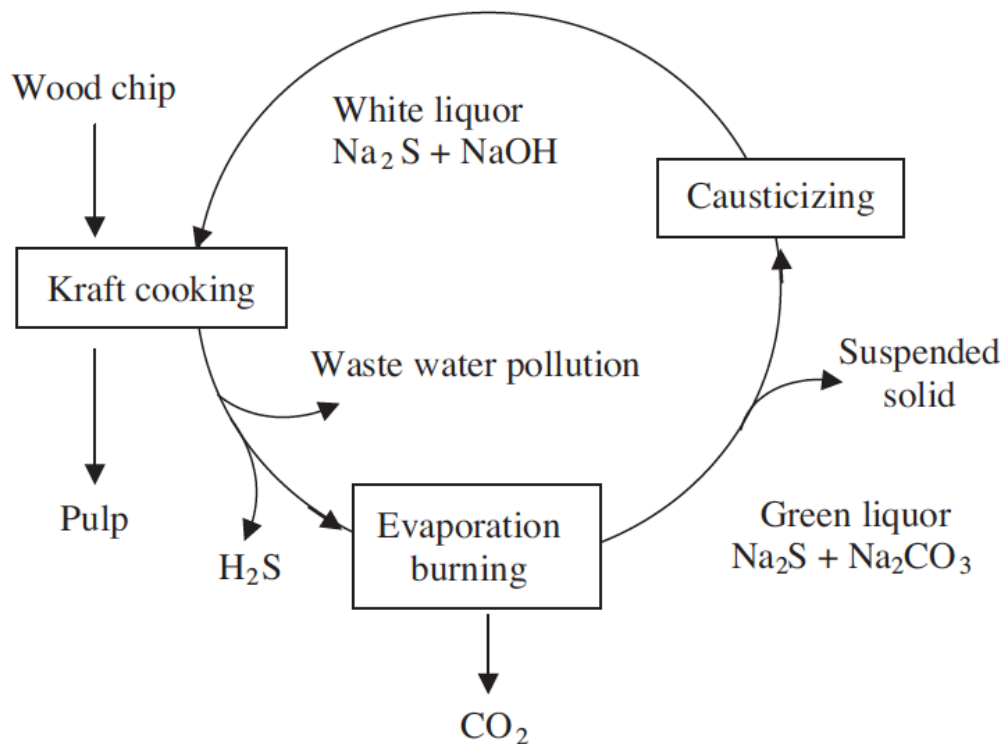 Wood chip
White liquor
Na₂S + NaOH
Causticizing
Kraft cooking
Waste water pollution
Suspended
solid
Pulp
H₂S
Evaporation
burning
Green liquor
Na₂S + Na₂CO₃
CO₂